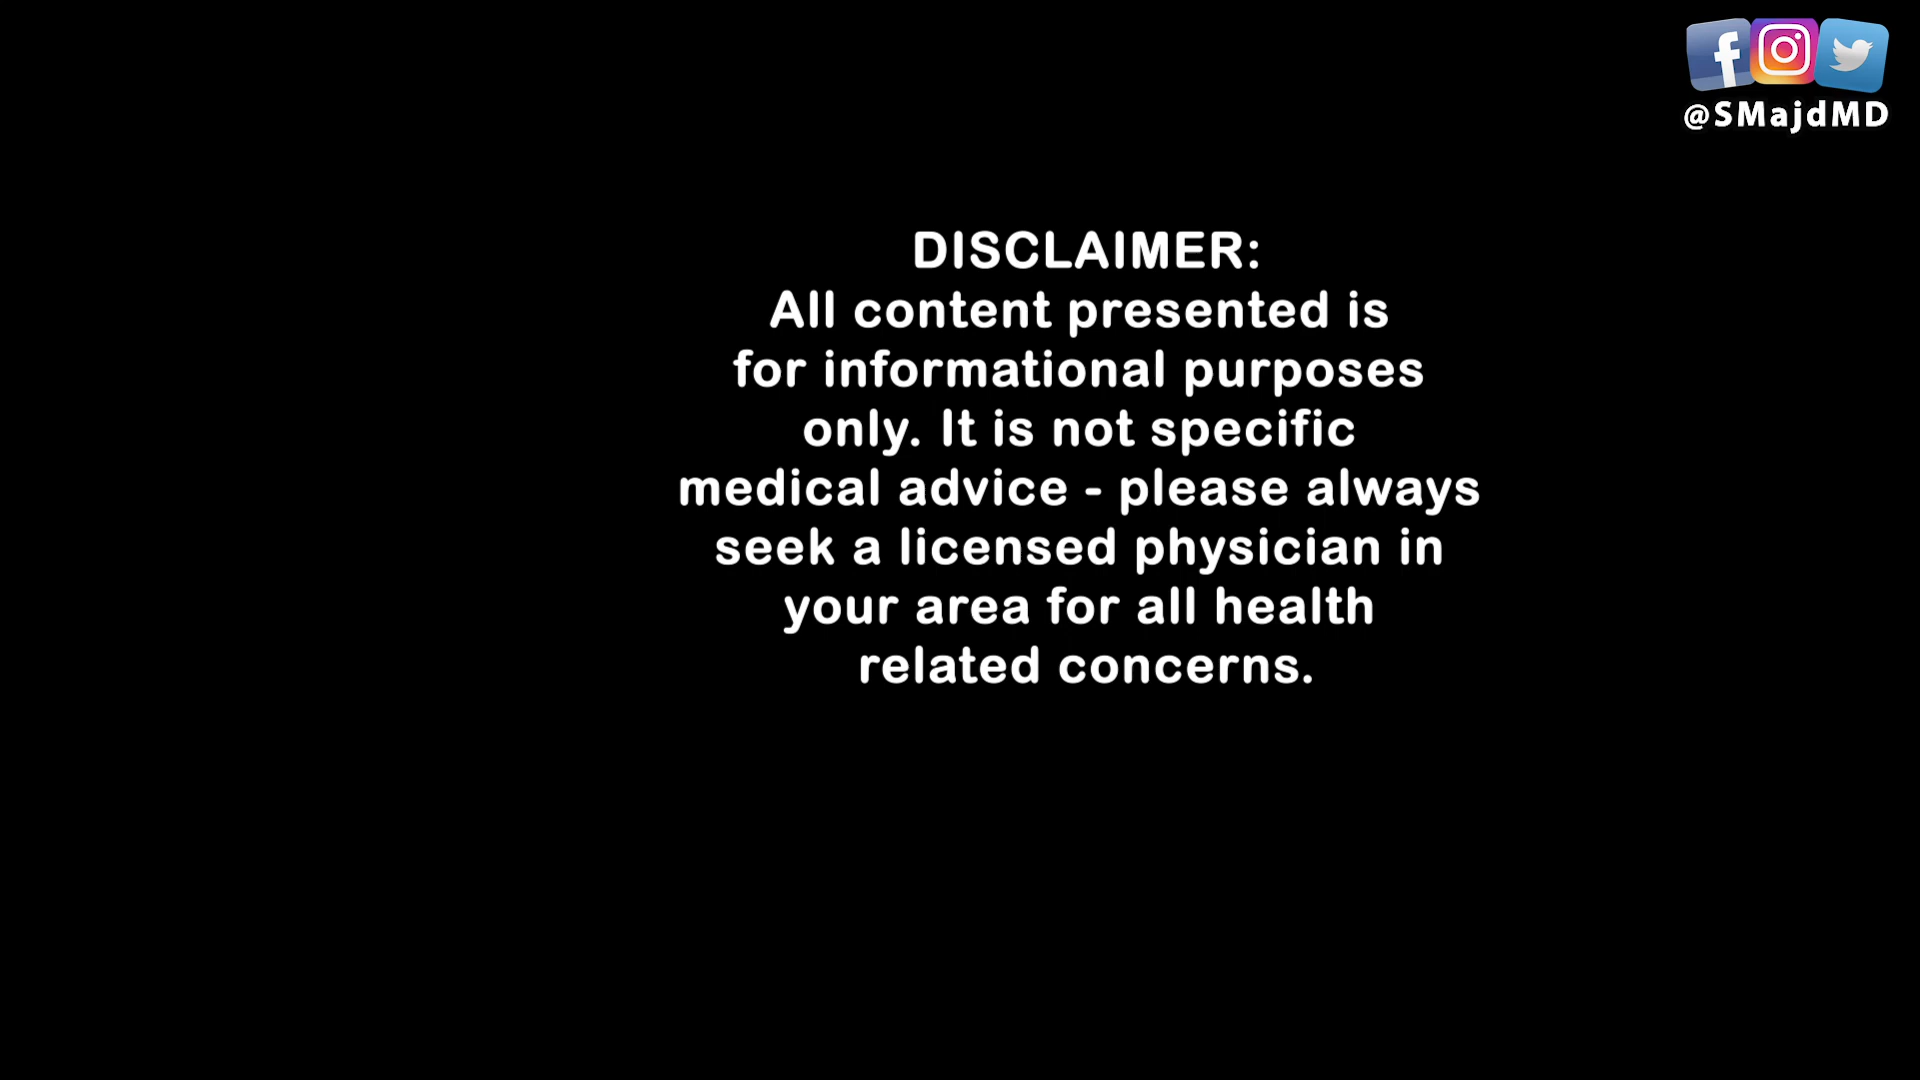 @SMajdMD
DISCLAIMER:
All content presented is
for informational purposes
only. It is not specific
medical advice - please always
seek a licensed physician in
your area for all health
related concerns.